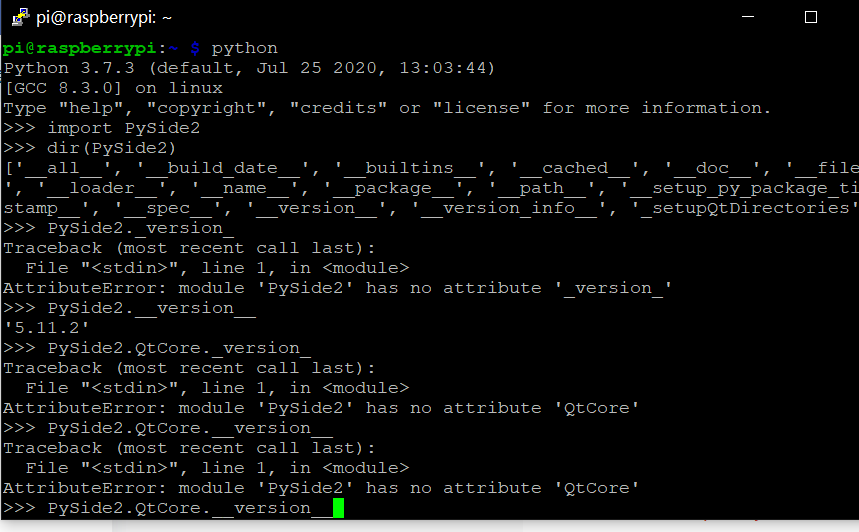 pi@raspberrypi: ~
pi@raspberrypi:~ $ python
Python 3.7.3 (default, Jul 25 2020, 13:03:44)
[GCC 8.3.0] on linux
Type "help", "copyright", "credits" or "license" for more information.
>>> import PySide2
>>> dir(PySide2)
['__all__', '__build_date__', '__builtins__', '__cached__', '__doc__', '__file
', '__loader__', '__name__', '__package__', '__path__', '__setup_py_package_ti
stamp__', '__spec__', '__version__', '__version_info__', '_setupQtDirectories'
>>> PySide2._version_
Traceback (most recent call last):
  File "<stdin>", line 1, in <module>
AttributeError: module 'PySide2' has no attribute '_version_'
>>> PySide2.__version__
'5.11.2'
>>> PySide2.QtCore._version_
Traceback (most recent call last):
  File "<stdin>", line 1, in <module>
AttributeError: module 'PySide2' has no attribute 'QtCore'
>>> PySide2.QtCore.__version__
Traceback (most recent call last):
  File "<stdin>", line 1, in <module>
AttributeError: module 'PySide2' has no attribute 'QtCore'
>>> PySide2.QtCore.__version__